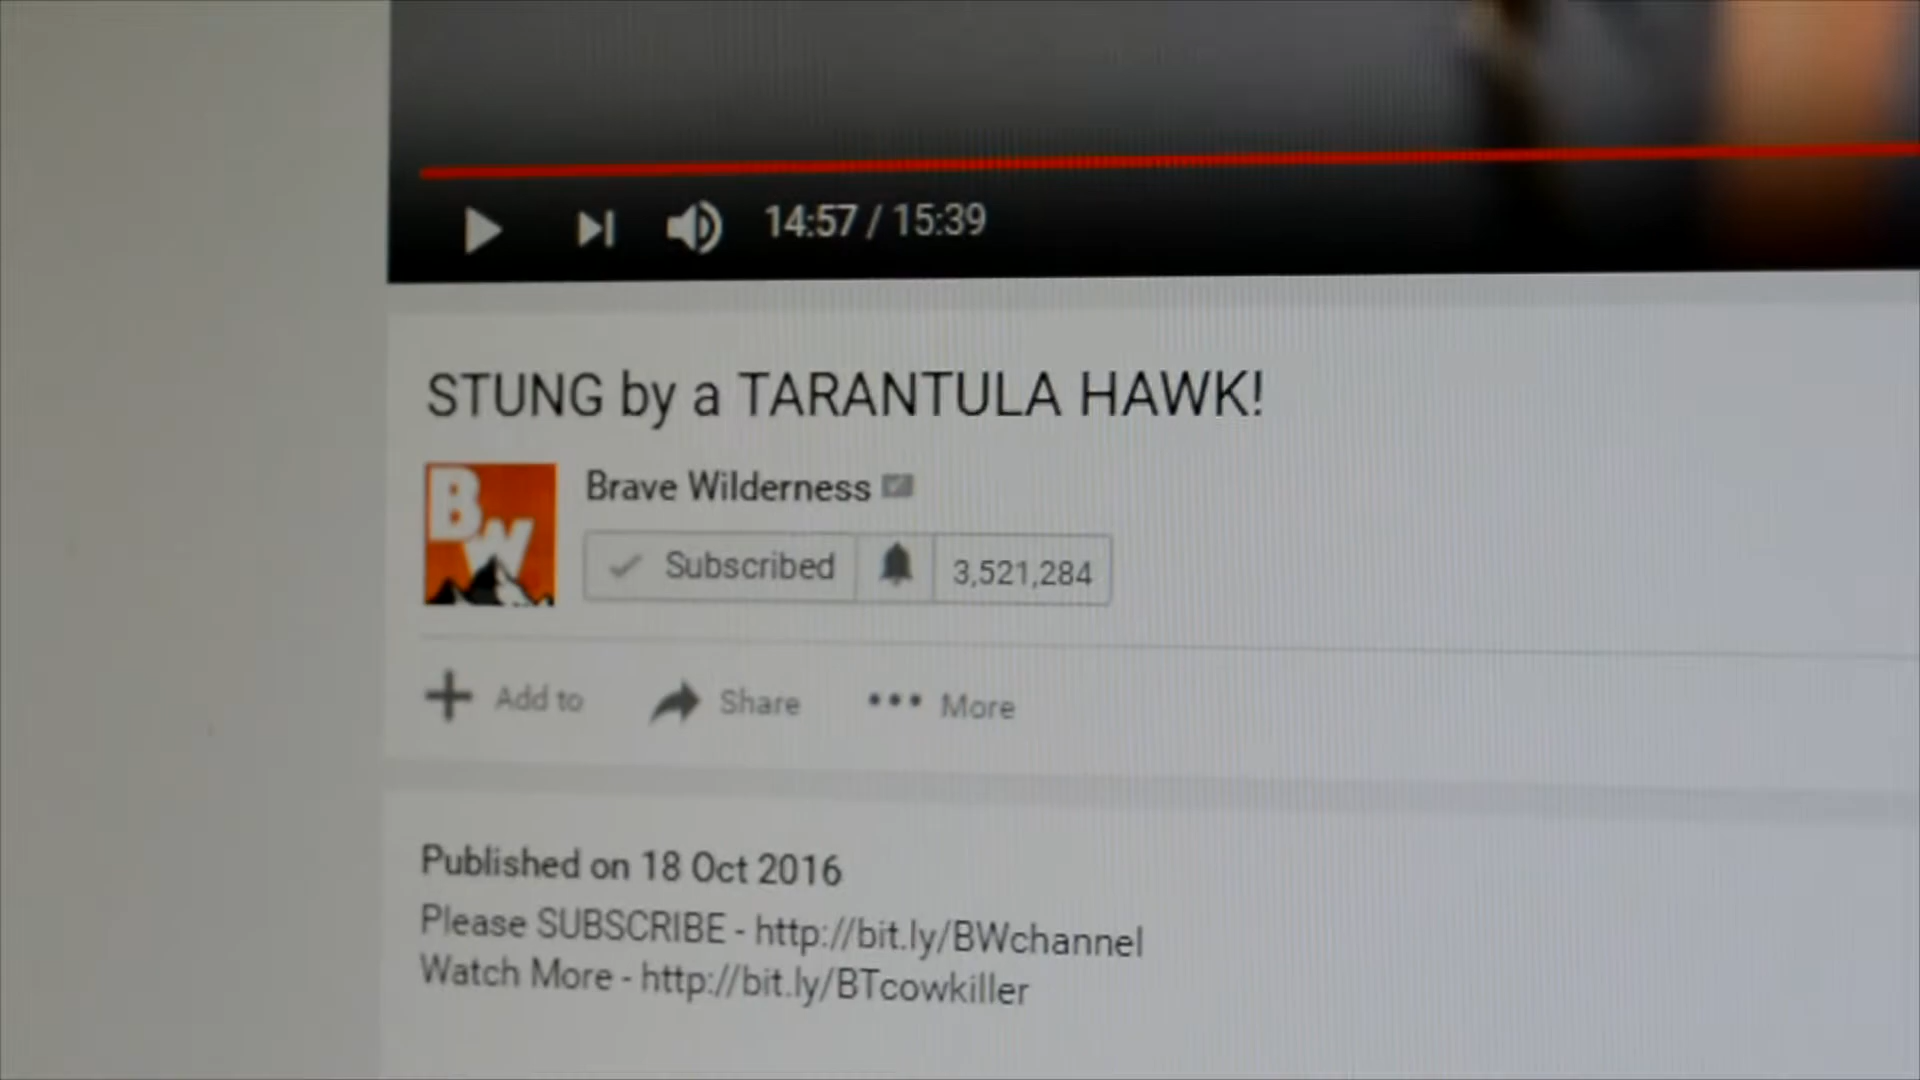 14:57 / 15:39
STUNG by a TARANTULA HAWK!
BW
Brave Wilderness
Subscribed 3,521,284
Add to Share More
Published on 18 Oct 2016
Please SUBSCRIBE - http://bit.ly/BWchannel
Watch More - http://bit.ly/BTcowkiller